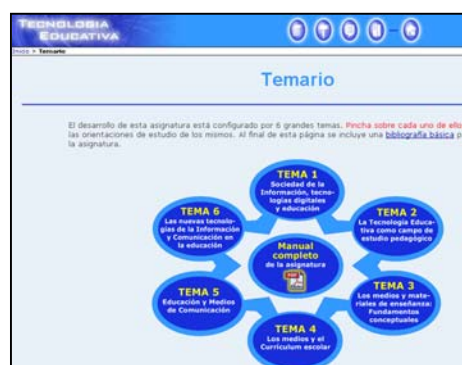 TECNOLOGIA
EDUCATIVA
Inicio > Temario
Temario
El desarrollo de esta asignatura está configurado por 6 grandes temas. Pincha sobre cada uno de ello
las orientaciones de estudio de los mismos. Al final de esta página se incluye una bibliografía básica p
la asignatura.
TEMA 1
Sociedad de la
Información, tecno-
logías digitales
y educación
TEMA 2
La Tecnología Educa-
tiva como campo de
estudio pedagógico
TEMA 3
Los medios y mate-
riales de enseñanza:
Fundamentos
conceptuales
TEMA 4
Los medios y el
Curriculum escolar
TEMA 5
Educación y Medios
de Comunicación
TEMA 6
Las nuevas tecnolo-
gías de la Información
y Comunicación en
la educación
Manual
completo
de la asignatura